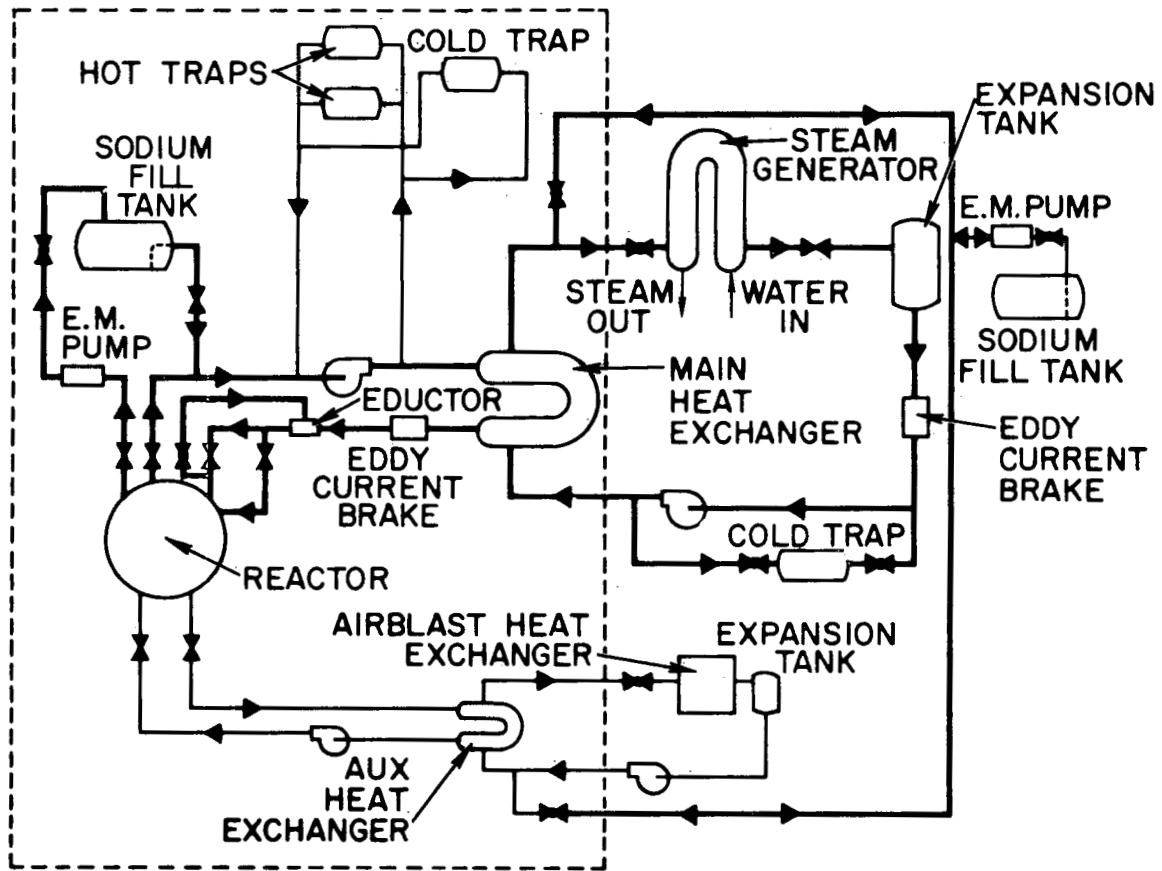 COLD TRAP
HOT TRAPS
EXPANSION
TANK
STEAM
GENERATOR
SODIUM
FILL
TANK
E.M. PUMP
STEAM
OUT
WATER
IN
E.M.
PUMP
SODIUM
FILL TANK
MAIN
HEAT
EXCHANGER
EDUCTOR
EDDY
CURRENT
BRAKE
EDDY
CURRENT
BRAKE
COLD TRAP
REACTOR
AIRBLAST HEAT
EXCHANGER
EXPANSION
TANK
AUX
HEAT
EXCHANGER